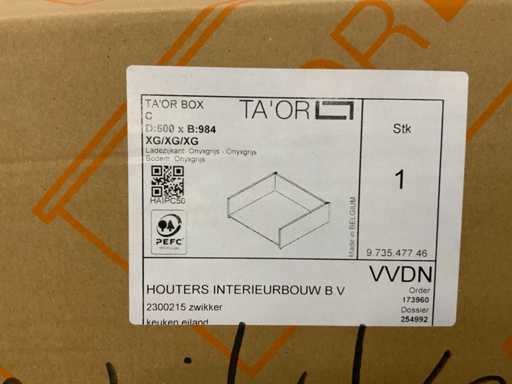 TA'OR BOX
C
D:500 x B:984
XG/XG/XG
Ladezijkant: Onyxgrijs - Onyxgrijs
Bodem: Onyxgrijs
HAIPC50
PEFC
TA'OR
Stk
1
Made in BELGIUM
9.735.477.46
VVDN
HOUTERS INTERIEURBOUW B.V
2300215 zwikker
keuken eiland
Order
173960
Dossier
254992